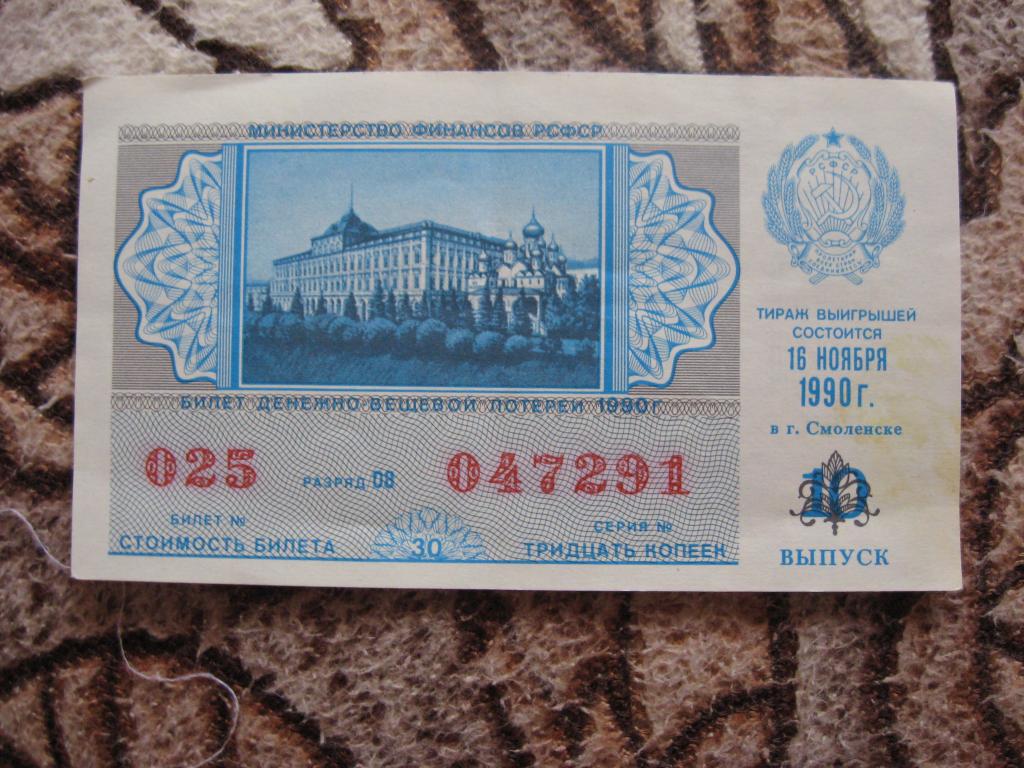 МИНИСТЕРСТВО ФИНАНСОВ РСФСР
БИЛЕТ ДЕНЕЖНО-ВЕЩЕВОЙ ЛОТЕРЕИ 1990 Г.
025 РАЗРЯД 08 047291
БИЛЕТ № СЕРИЯ №
СТОИМОСТЬ БИЛЕТА 30 ТРИДЦАТЬ КОПЕЕК
РСФСР
ТИРАЖ ВЫИГРЫШЕЙ
СОСТОИТСЯ
16 НОЯБРЯ
1990 г.
в г. Смоленске
10
ВЫПУСК